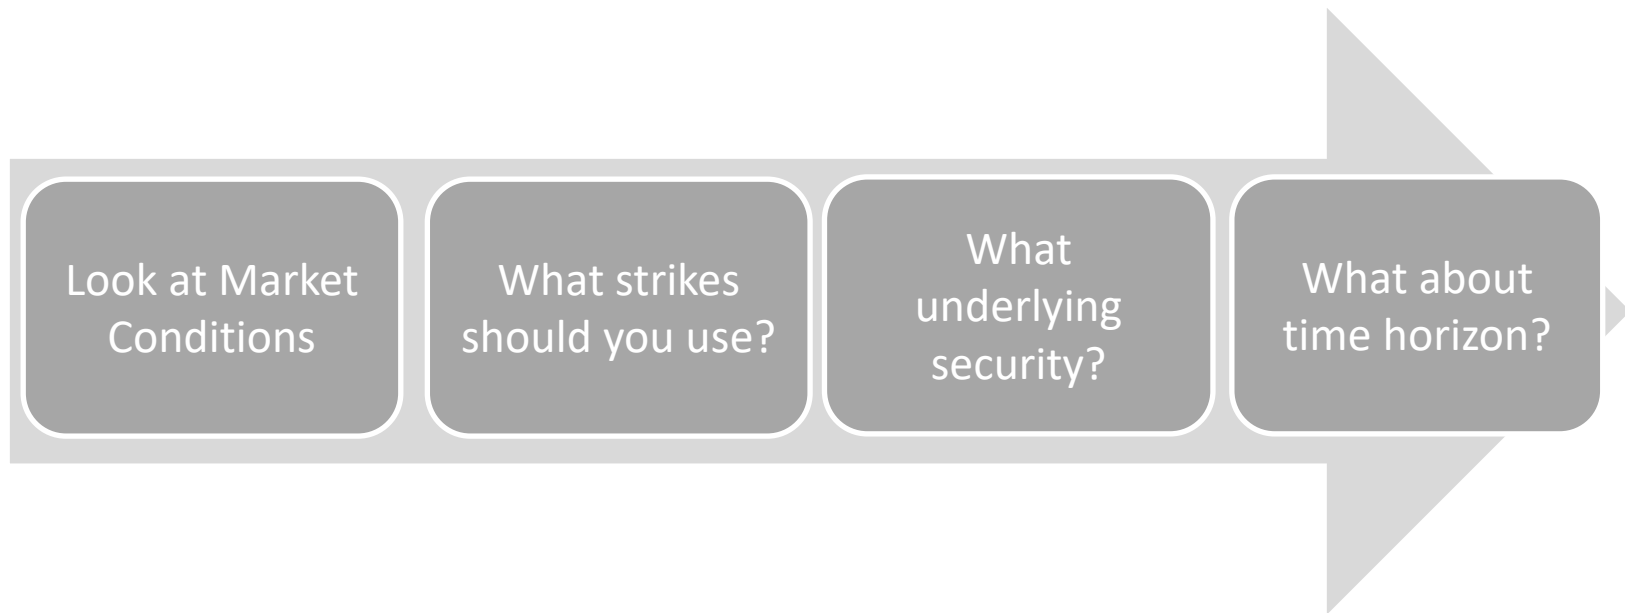 Look at Market
Conditions
What strikes
should you use?
What
underlying
security?
What about
time horizon?